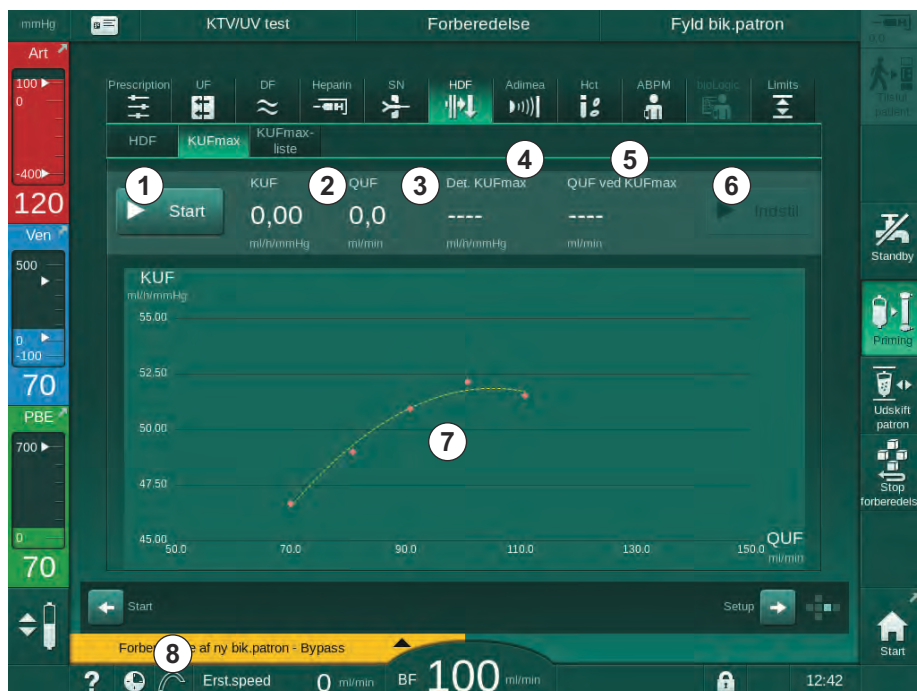 mmHg
KTV/UV test
Forberedelse
Fyld bik.patron
Art
100
0
-400
120
Ven
500
0
-100
70
PBE
700
0
70
Prescription
UF
DF
Heparin
SN
HDF
Adimea
Hct
ABPM
bioLogic
Limits
HDF
KUFmax
KUFmax-
liste
1
2
3
4
5
6
Start
KUF
0,00
ml/h/mmHg
QUF
0,0
ml/min
Det. KUFmax
----
ml/h/mmHg
QUF ved KUFmax
----
ml/min
Indstil
KUF
ml/h/mmHg
55.00
52.50
50.00
47.50
45.00
50.0
70.0
90.0
110.0
130.0
150.0
QUF
ml/min
7
Start
Setup
af ny bik.patron - Bypass
8
?
Erst.speed
0 ml/min
BF
100 ml/min
12:42
0,0
Tilslut
patient
Standby
Priming
Udskift
patron
Stop
forberedels
Start